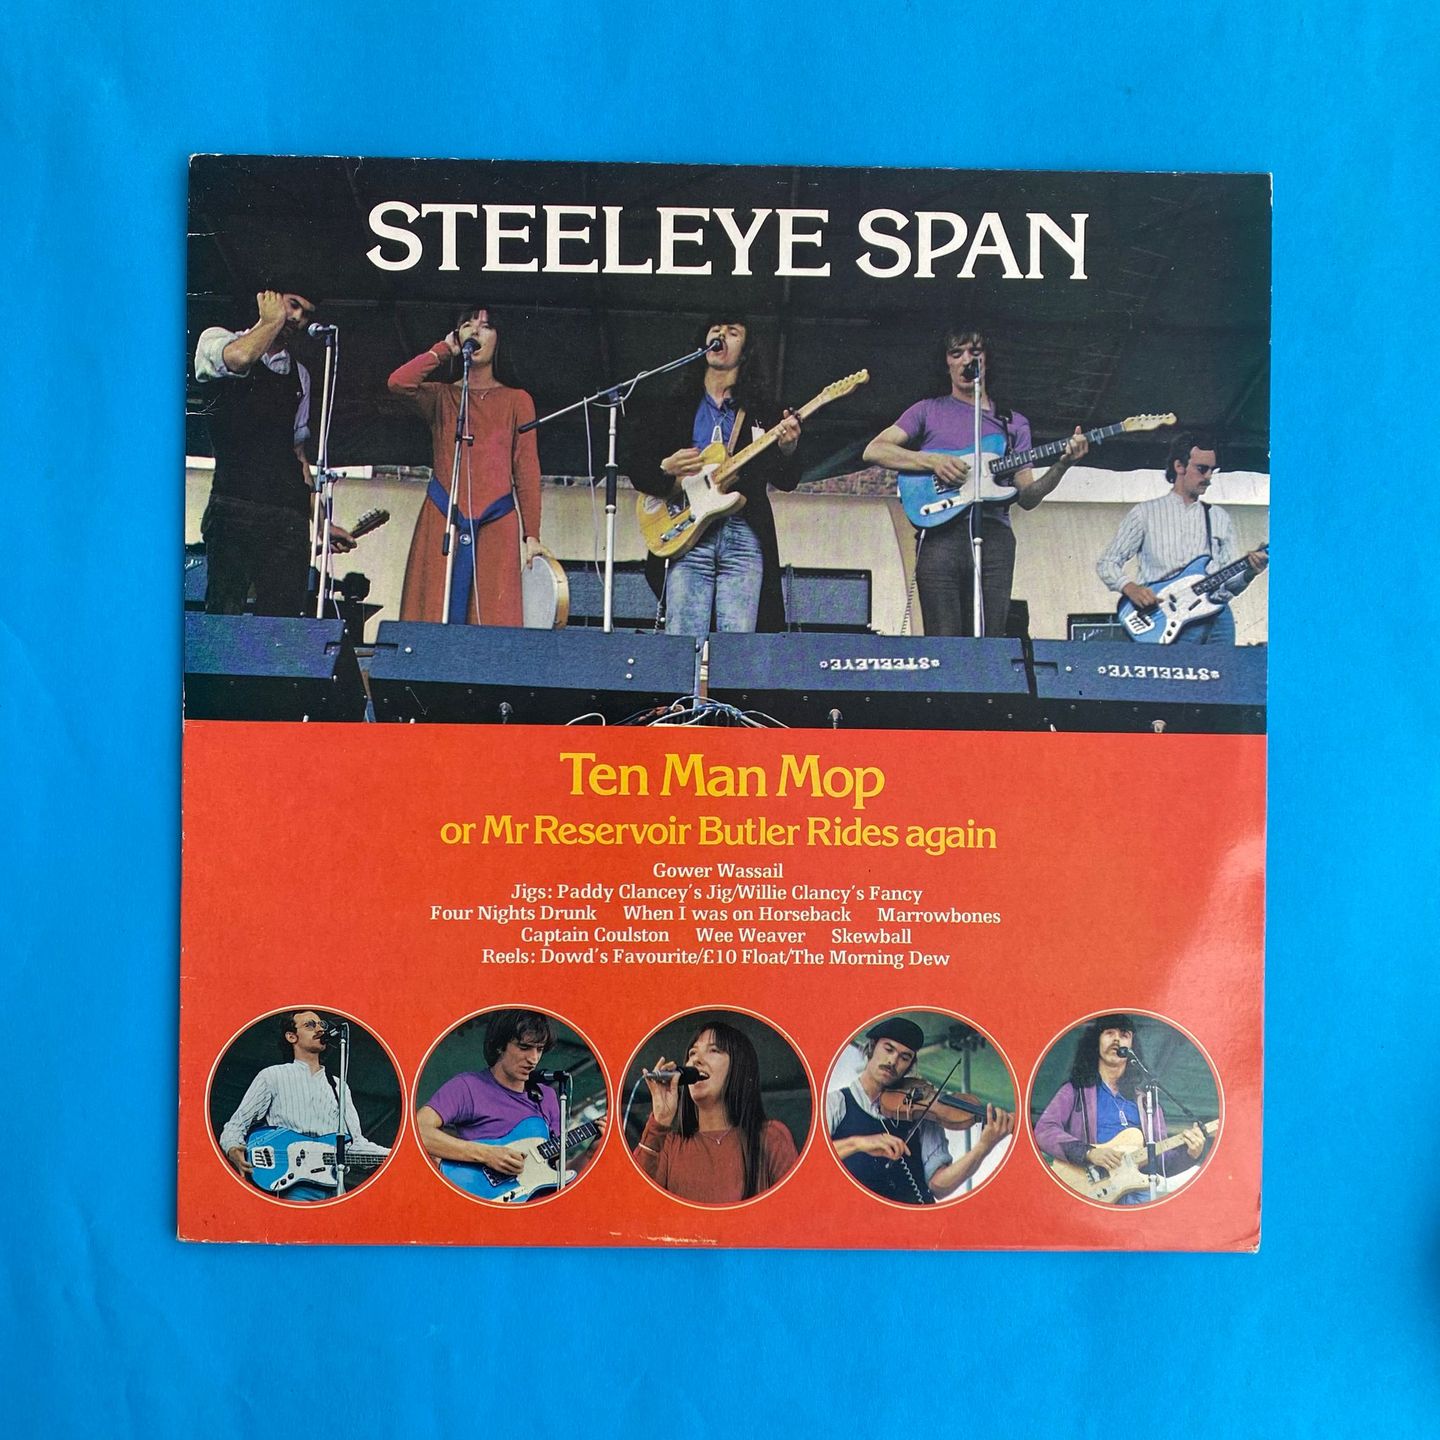 STEELEYE SPAN
*STEELEYE*
*STEELEYE*
Ten Man Mop
or Mr Reservoir Butler Rides again
Gower Wassail
Jigs: Paddy Clancey's Jig/Willie Clancy's Fancy
Four Nights Drunk When I was on Horseback Marrowbones
Captain Coulston Wee Weaver Skewball
Reels: Dowd's Favourite/£10 Float/The Morning Dew